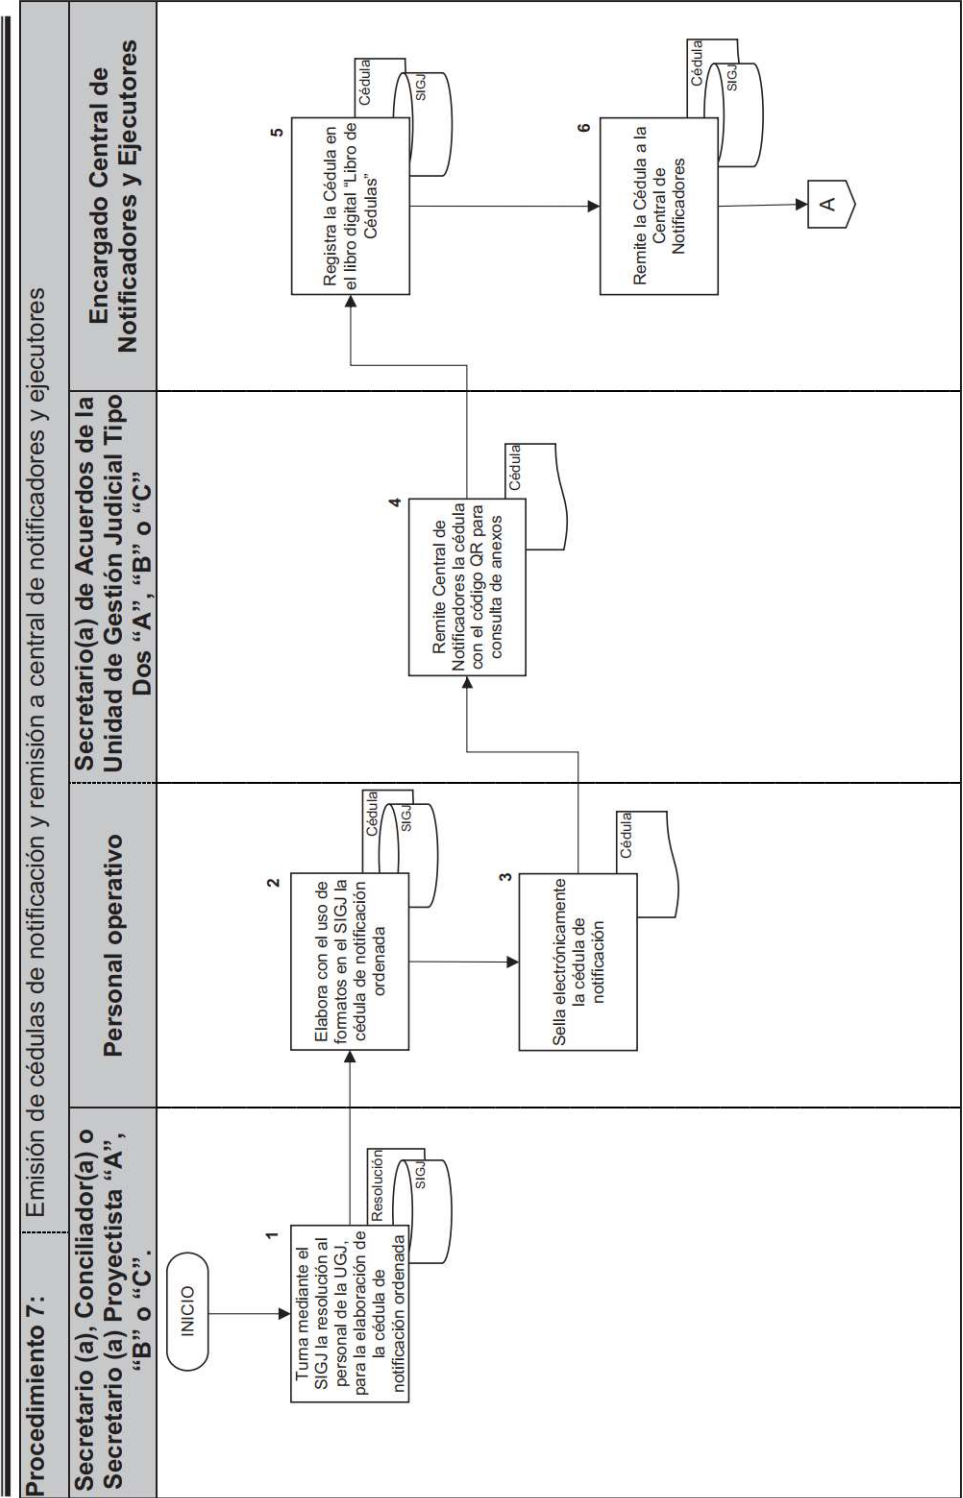 Procedimiento 7:
Emisión de cédulas de notificación y remisión a central de notificadores y ejecutores
Secretario (a), Conciliador(a) o
Secretario (a) Proyectista “A”,
“B” o “C”.
Personal operativo
Secretario(a) de Acuerdos de la
Unidad de Gestión Judicial Tipo
Dos “A”, “B” o “C”
Encargado Central de
Notificadores y Ejecutores
INICIO
1
Turna mediante el
SIGJ la resolución al
personal de la UGJ,
para la elaboración de
la cédula de
notificación ordenada
Resolución
SIGJ
2
Elabora con el uso de
formatos en el SIGJ la
cédula de notificación
ordenada
Cédula
SIGJ
3
Sella electrónicamente
la cédula de
notificación
Cédula
4
Remite Central de
Notificadores la cédula
con el código QR para
consulta de anexos
Cédula
5
Registra la Cédula en
el libro digital “Libro de
Cédulas”
Cédula
SIGJ
6
Remite la Cédula a la
Central de
Notificadores
Cédula
SIGJ
A